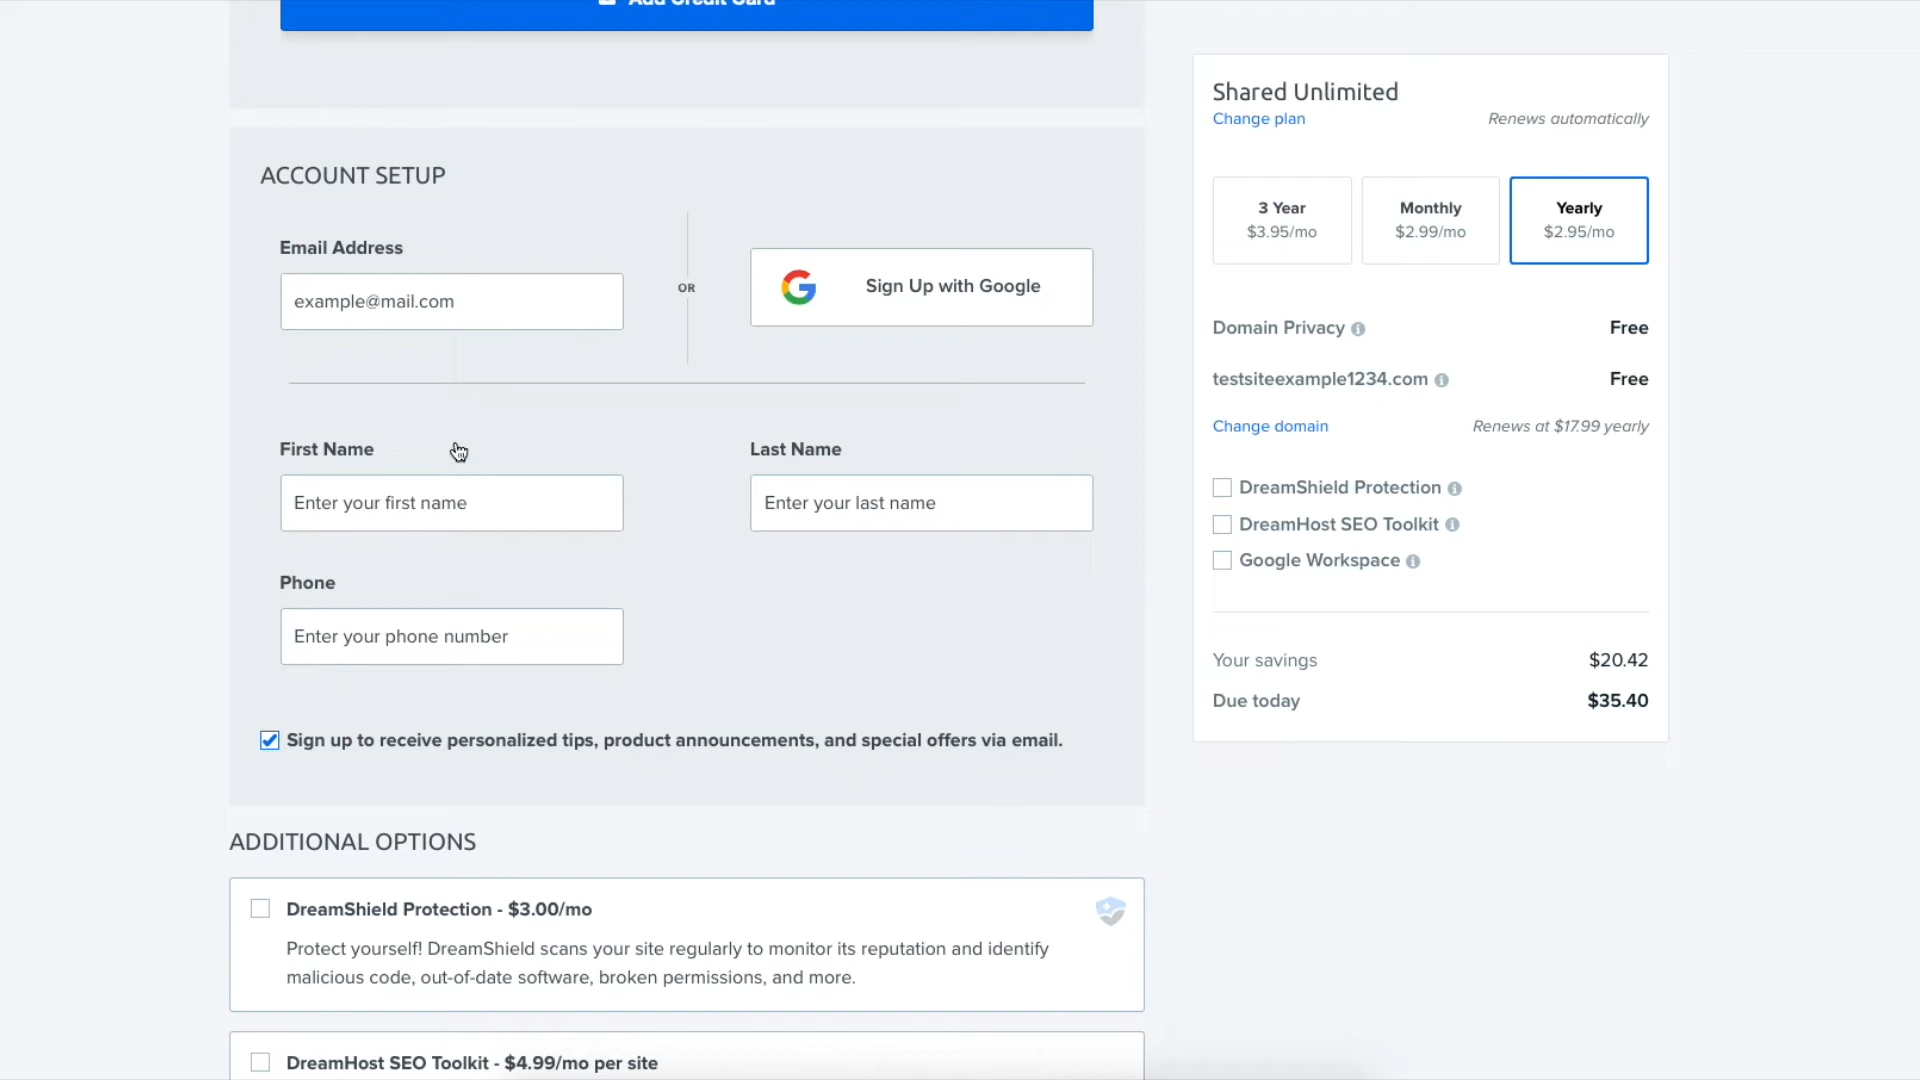 Add Credit Card
ACCOUNT SETUP
Email Address
example@mail.com
OR
Sign Up with Google
First Name
Enter your first name
Last Name
Enter your last name
Phone
Enter your phone number
Sign up to receive personalized tips, product announcements, and special offers via email.
ADDITIONAL OPTIONS
DreamShield Protection - $3.00/mo
Protect yourself! DreamShield scans your site regularly to monitor its reputation and identify
malicious code, out-of-date software, broken permissions, and more.
DreamHost SEO Toolkit - $4.99/mo per site
Shared Unlimited
Change plan
Renews automatically
3 Year
$3.95/mo
Monthly
$2.99/mo
Yearly
$2.95/mo
Domain Privacy
Free
testsiteexample1234.com
Free
Change domain
Renews at $17.99 yearly
DreamShield Protection
DreamHost SEO Toolkit
Google Workspace
Your savings
$20.42
Due today
$35.40